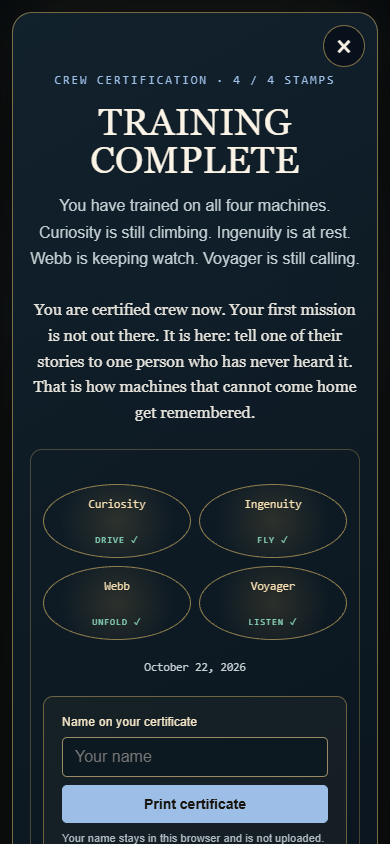 ×
CREW CERTIFICATION · 4 / 4 STAMPS
TRAINING
COMPLETE
You have trained on all four machines.
Curiosity is still climbing. Ingenuity is at rest.
Webb is keeping watch. Voyager is still calling.
You are certified crew now. Your first mission
is not out there. It is here: tell one of their
stories to one person who has never heard it.
That is how machines that cannot come home
get remembered.
Curiosity
DRIVE ✓
Ingenuity
FLY ✓
Webb
UNFOLD ✓
Voyager
LISTEN ✓
October 22, 2026
Name on your certificate
Your name
Print certificate
Your name stays in this browser and is not uploaded.